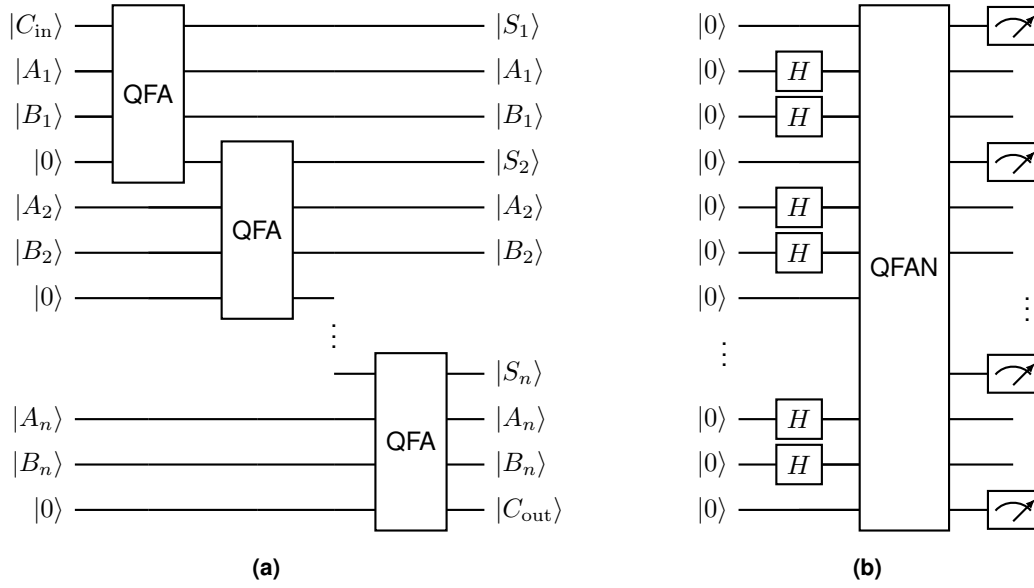 |C_in⟩ |S_1⟩ |0⟩
|A_1⟩ QFA |A_1⟩ |0⟩ H
|B_1⟩ |B_1⟩ |0⟩ H
|0⟩ |S_2⟩ |0⟩
|A_2⟩ QFA |A_2⟩ |0⟩ H
|B_2⟩ |B_2⟩ |0⟩ H
|0⟩ |0⟩ QFAN
⋮ ⋮ ⋮
|S_n⟩
|A_n⟩ QFA |A_n⟩ |0⟩ H
|B_n⟩ |B_n⟩ |0⟩ H
|0⟩ |C_out⟩ |0⟩
(a) (b)